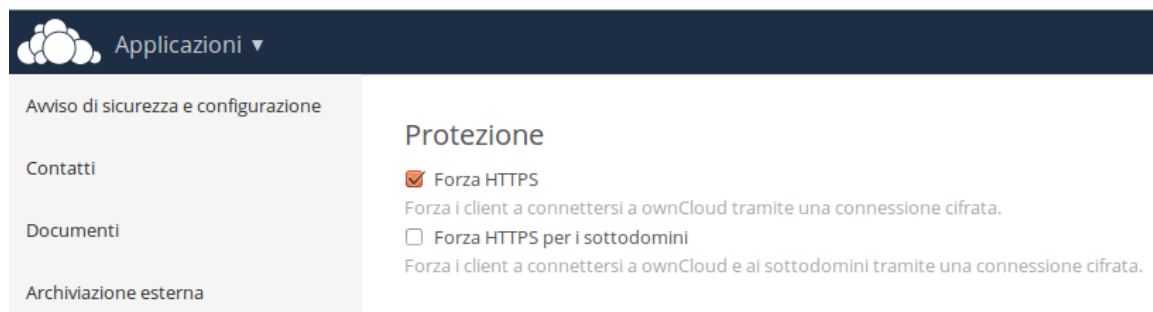 Applicazioni ▼
Avviso di sicurezza e configurazione
Contatti
Documenti
Archiviazione esterna
Protezione
Forza HTTPS
Forza i client a connettersi a ownCloud tramite una connessione cifrata.
Forza HTTPS per i sottodomini
Forza i client a connettersi a ownCloud e ai sottodomini tramite una connessione cifrata.